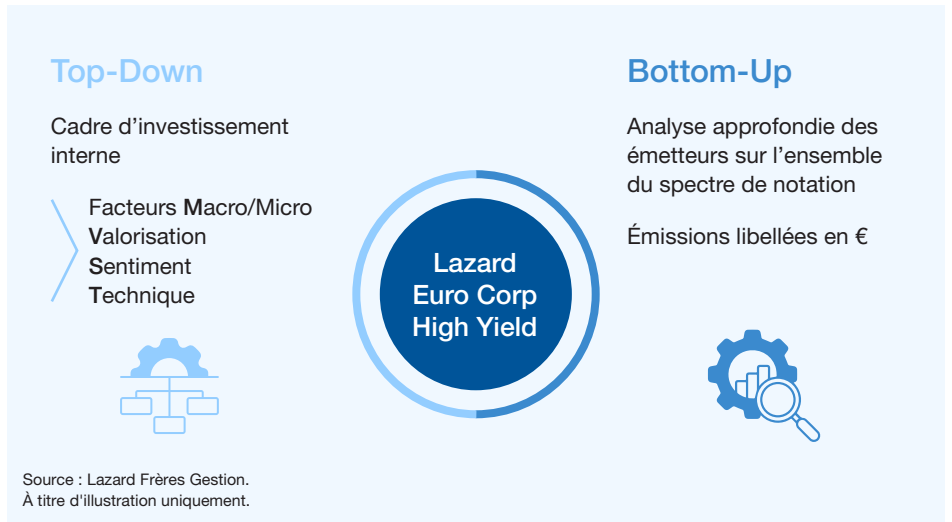 Top-Down
Cadre d’investissement
interne
Facteurs Macro/Micro
Valorisation
Sentiment
Technique
Lazard
Euro Corp
High Yield
Bottom-Up
Analyse approfondie des
émetteurs sur l’ensemble
du spectre de notation
Émissions libellées en €
Source : Lazard Frères Gestion.
À titre d'illustration uniquement.